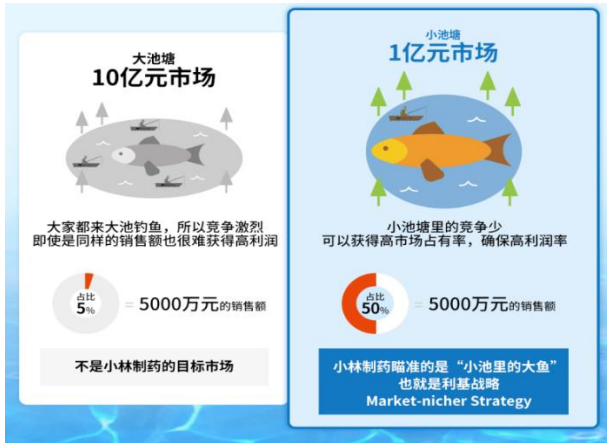 大池塘
10亿元市场
大家都来大池钓鱼，所以竞争激烈
即使是同样的销售额也很难获得高利润
占比
5%
= 5000万元的销售额
不是小林制药的目标市场
小池塘
1亿元市场
小池塘里的竞争少
可以获得高市场占有率，确保高利润率
占比
50%
= 5000万元的销售额
小林制药瞄准的是“小池里的大鱼”
也就是利基战略
Market-nicher Strategy